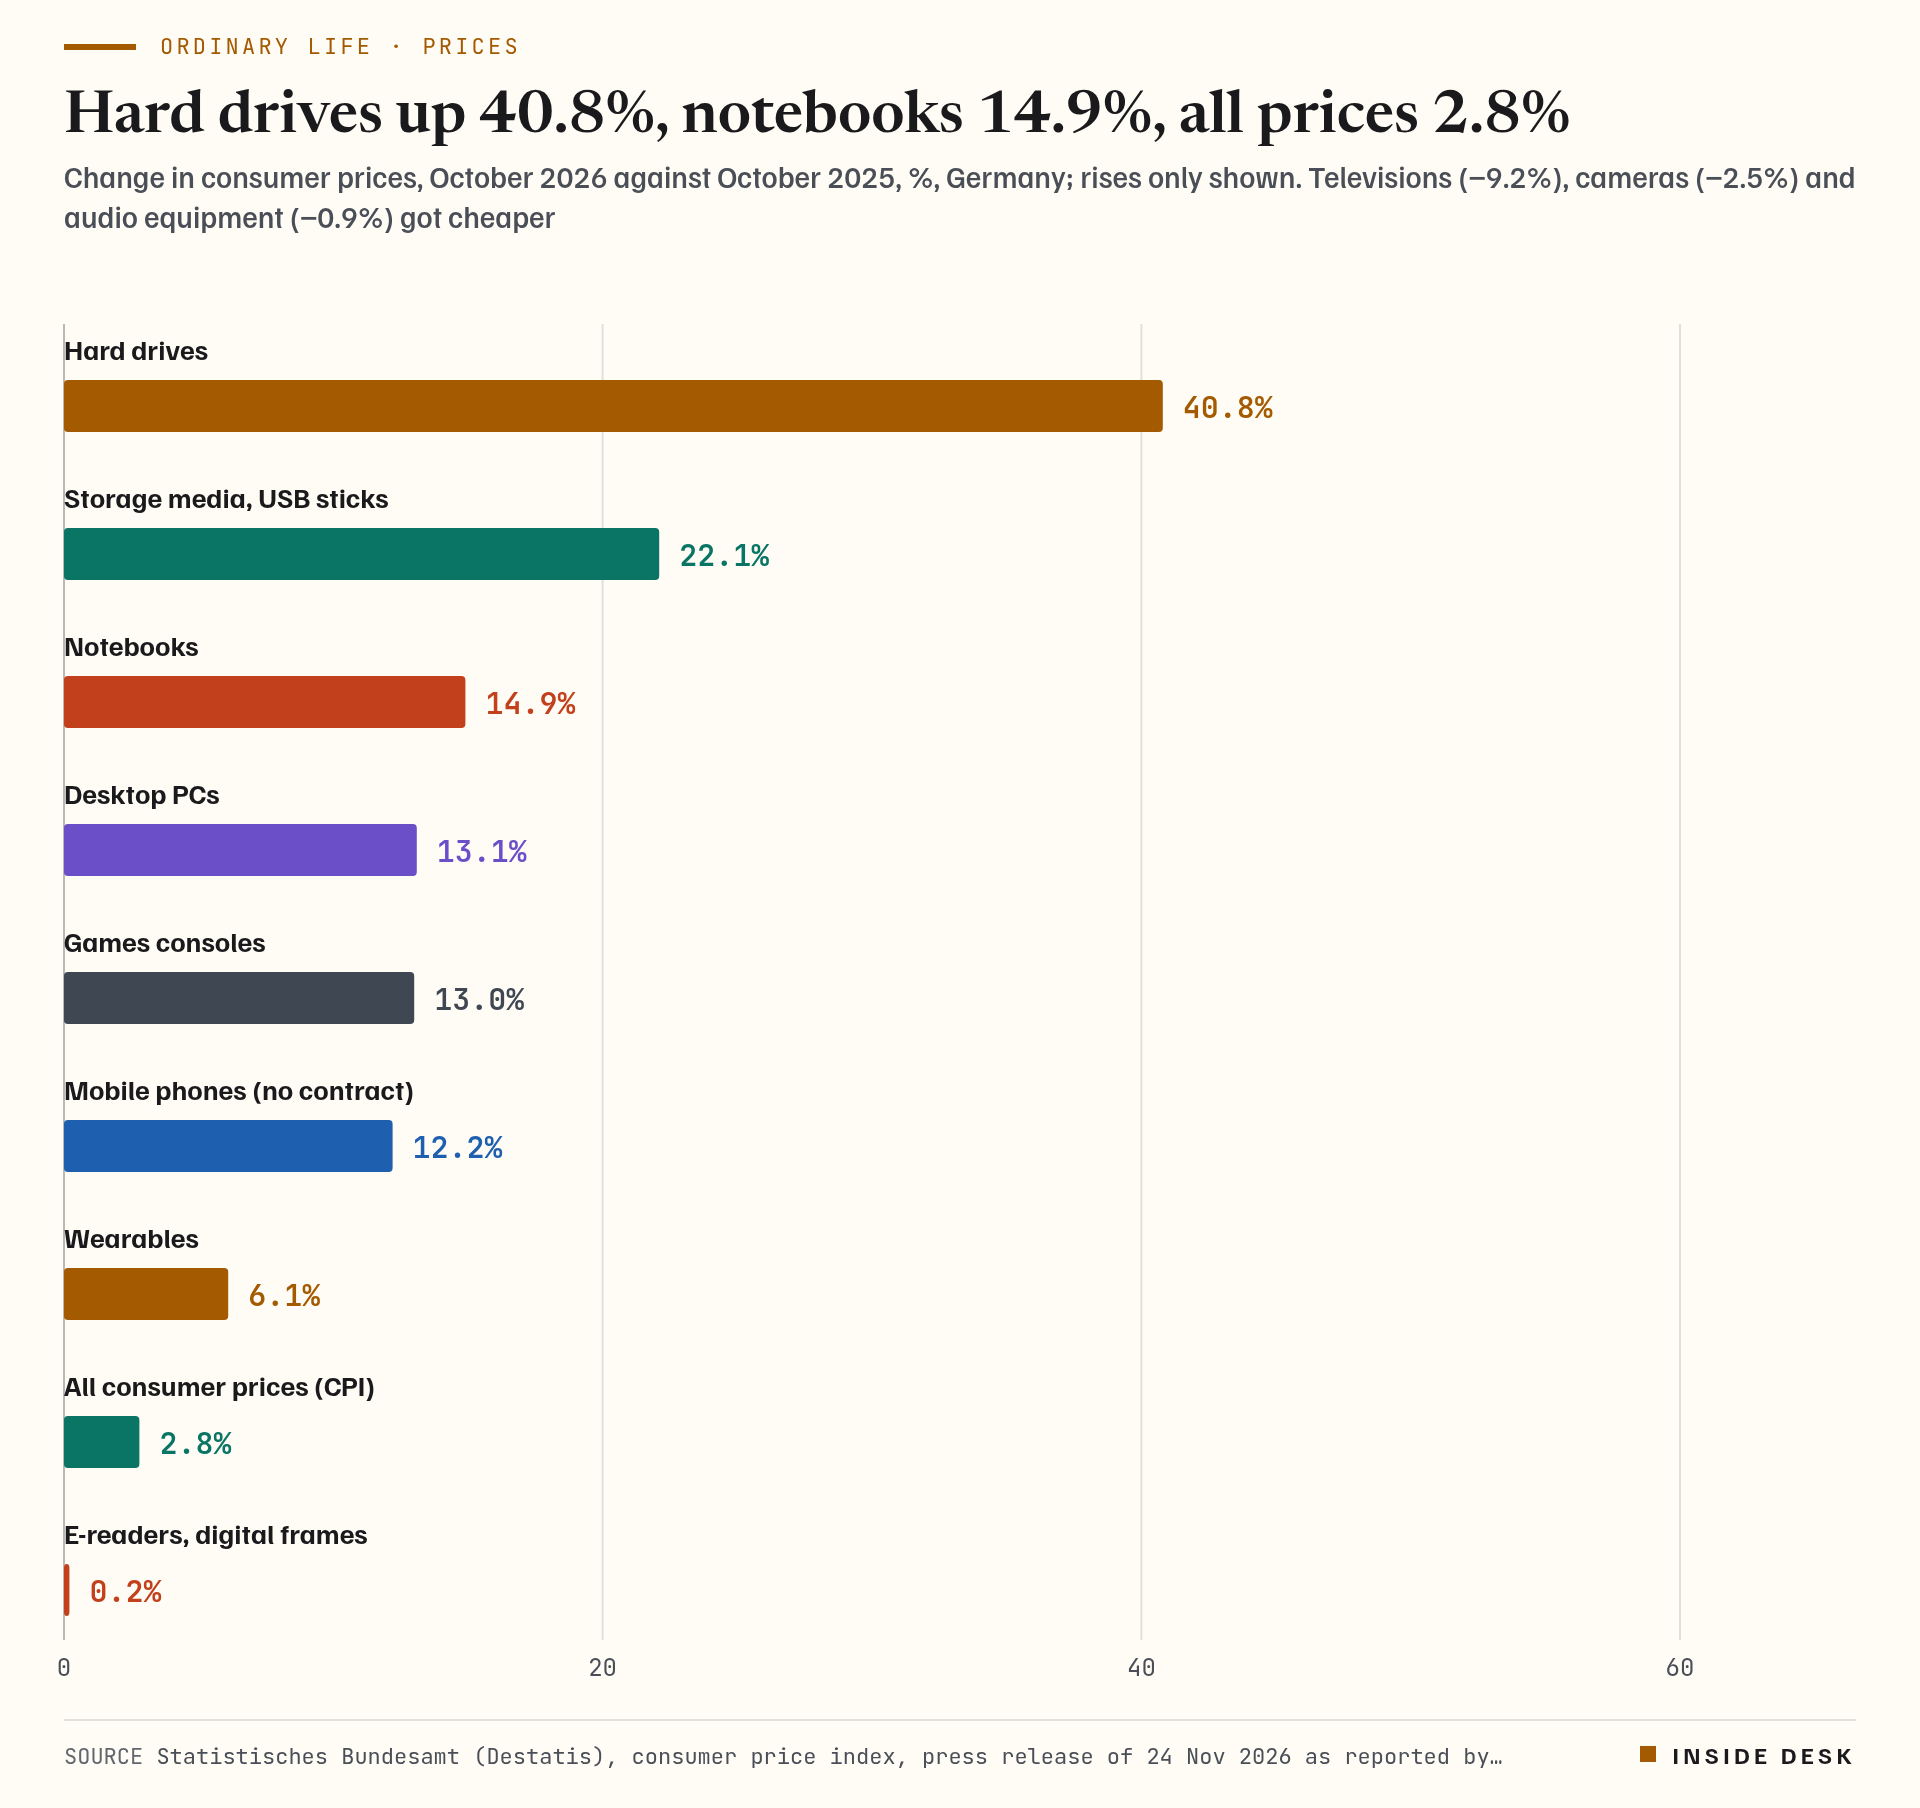 ORDINARY LIFE · PRICES
Hard drives up 40.8%, notebooks 14.9%, all prices 2.8%
Change in consumer prices, October 2026 against October 2025, %, Germany; rises only shown. Televisions (−9.2%), cameras (−2.5%) and
audio equipment (−0.9%) got cheaper
Hard drives
40.8%
Storage media, USB sticks
22.1%
Notebooks
14.9%
Desktop PCs
13.1%
Games consoles
13.0%
Mobile phones (no contract)
12.2%
Wearables
6.1%
All consumer prices (CPI)
2.8%
E-readers, digital frames
0.2%
0 20 40 60
SOURCE Statistisches Bundesamt (Destatis), consumer price index, press release of 24 Nov 2026 as reported by…
INSIDE DESK